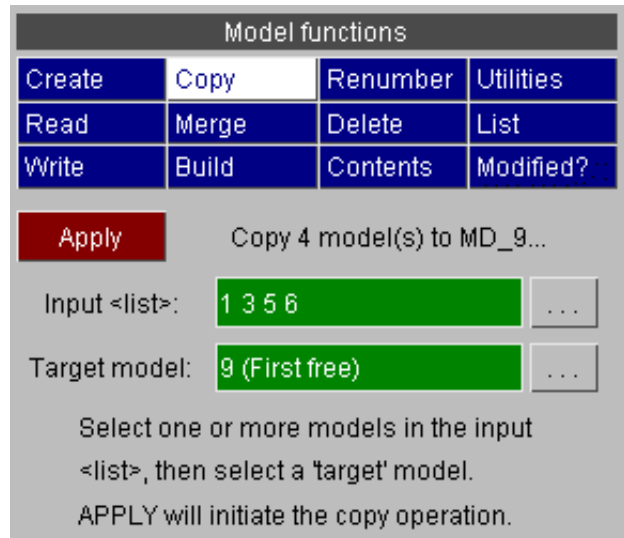 Model functions
Create Copy Renumber Utilities
Read Merge Delete List
Write Build Contents Modified?
Apply Copy 4 model(s) to MD_9...
Input <list>: 1 3 5 6 ...
Target model: 9 (First free) ...
Select one or more models in the input
<list>, then select a 'target' model.
APPLY will initiate the copy operation.